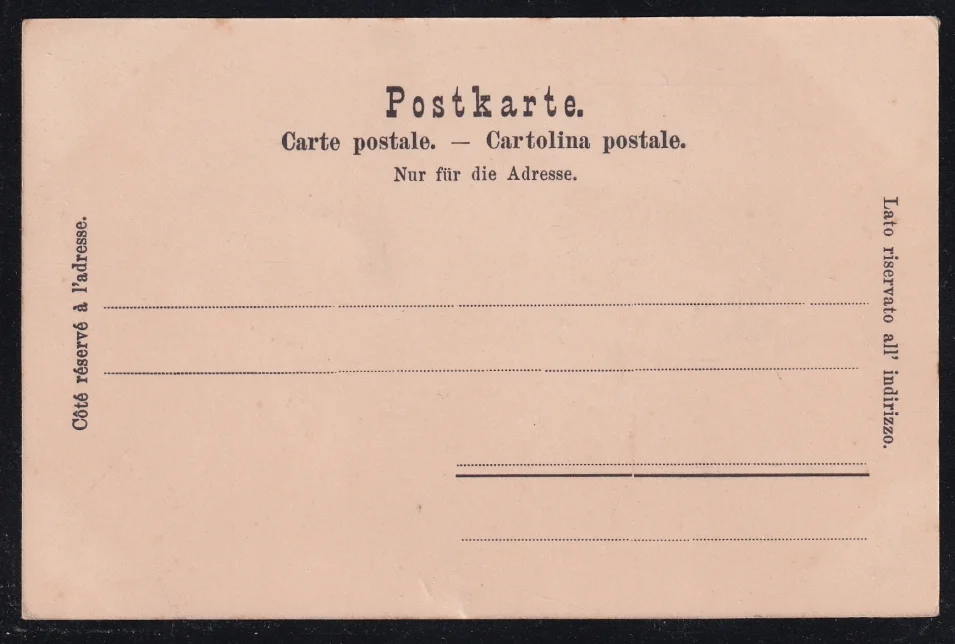 Postkarte.
Carte postale. — Cartolina postale.
Nur für die Adresse.
Côté réservé à l'adresse.
Lato riservato all' indirizzo.